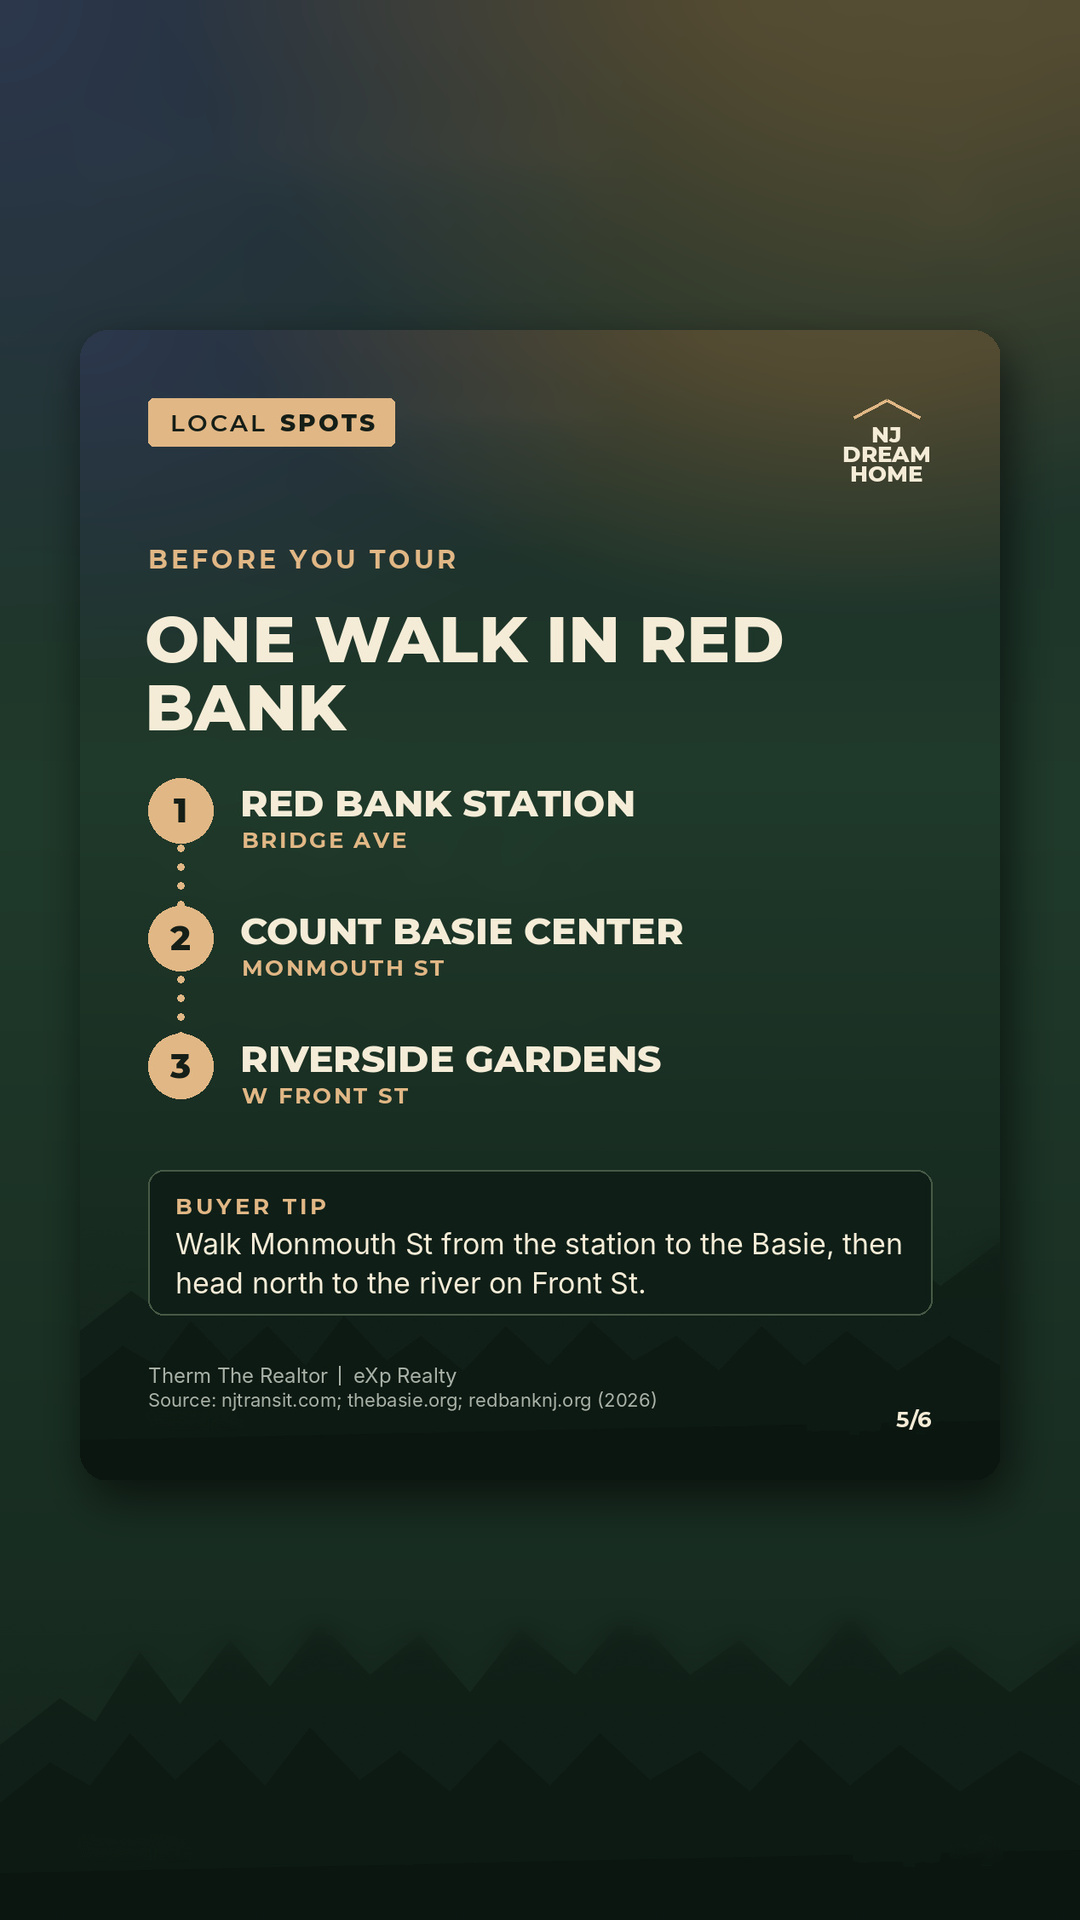 LOCAL SPOTS
NJ
DREAM
HOME
BEFORE YOU TOUR
ONE WALK IN RED
BANK
1
RED BANK STATION
BRIDGE AVE
2
COUNT BASIE CENTER
MONMOUTH ST
3
RIVERSIDE GARDENS
W FRONT ST
BUYER TIP
Walk Monmouth St from the station to the Basie, then
head north to the river on Front St.
Therm The Realtor | eXp Realty
Source: njtransit.com; thebasie.org; redbanknj.org (2026)
5/6